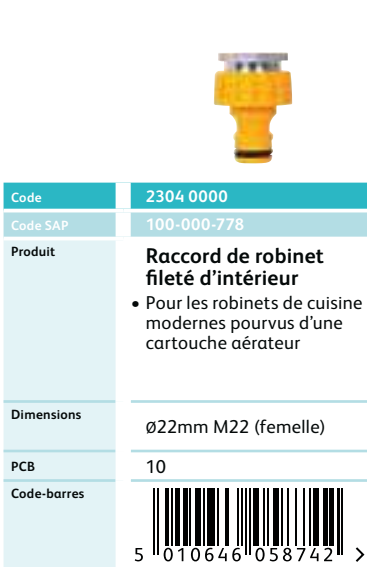 Code 2304 0000
Code SAP 100-000-778
Produit Raccord de robinet
fileté d'intérieur
• Pour les robinets de cuisine
modernes pourvus d'une
cartouche aérateur
Dimensions ø22mm M22 (femelle)
PCB 10
Code-barres
5 010646 058742 >